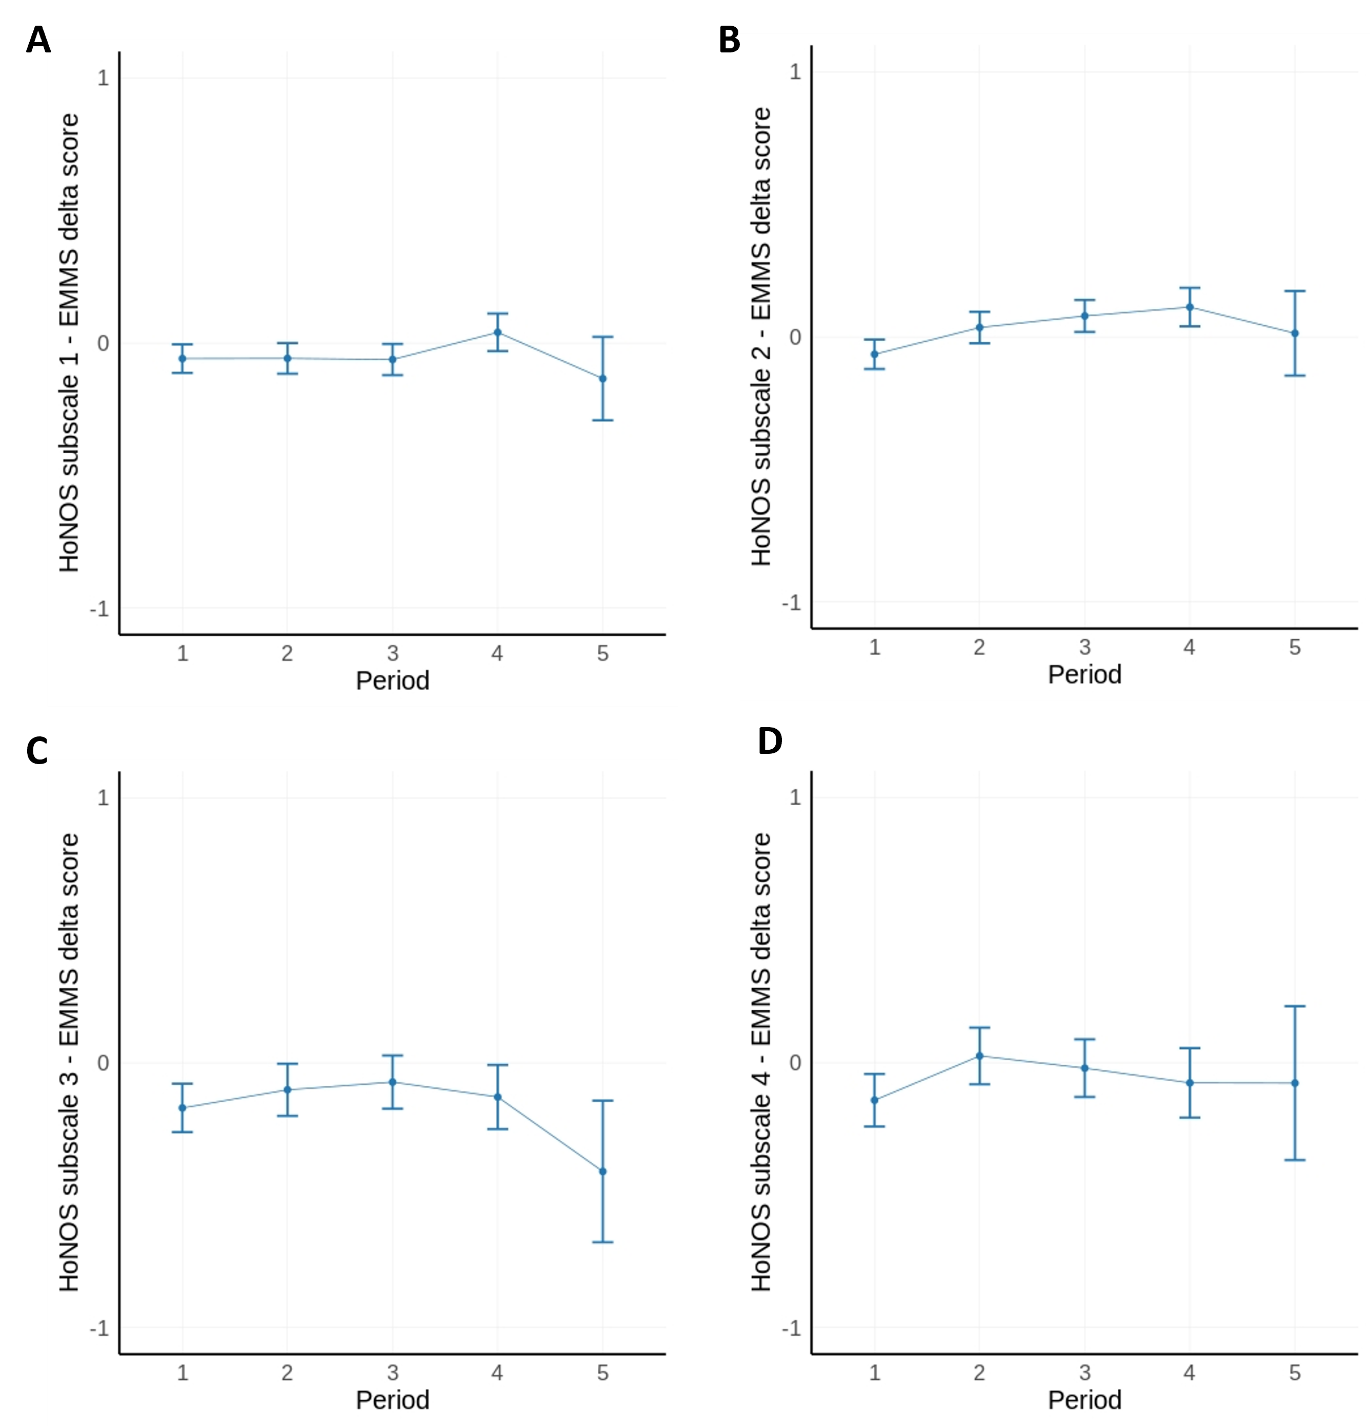 A
HoNOS subscale 1 - EMMS delta score
1
0
-1
1 2 3 4 5
Period
B
HoNOS subscale 2 - EMMS delta score
1
0
-1
1 2 3 4 5
Period
C
HoNOS subscale 3 - EMMS delta score
1
0
-1
1 2 3 4 5
Period
D
HoNOS subscale 4 - EMMS delta score
1
0
-1
1 2 3 4 5
Period